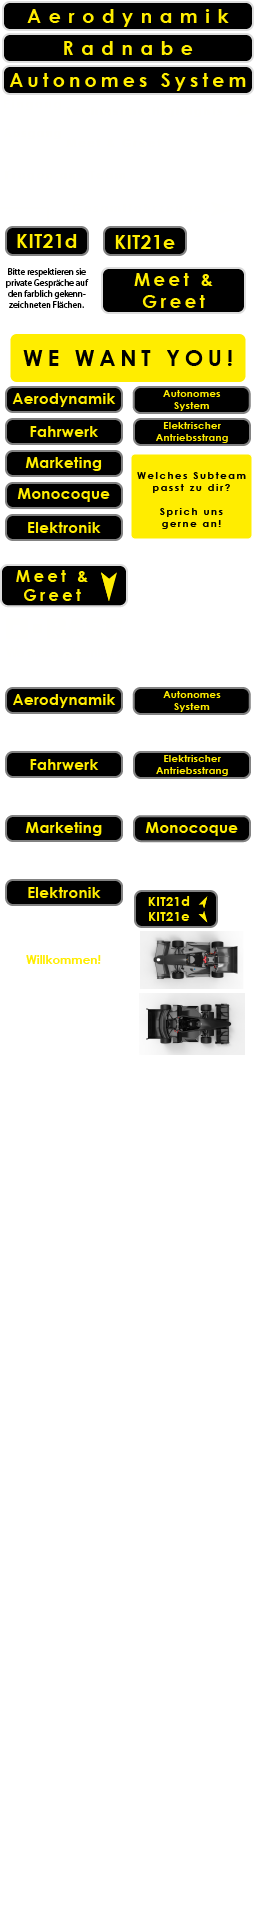 Aerodynamik
Radnabe
Autonomes System
KIT21d
KIT21e
Bitte respektieren sie
private Gespräche auf
den farblich gekenn-
zeichneten Flächen.
Meet &
Greet
WE WANT YOU!
Aerodynamik
Autonomes
System
Fahrwerk
Elektrischer
Antriebsstrang
Marketing
Monocoque
Elektronik
Welches Subteam
passt zu dir?
Sprich uns
gerne an!
Meet &
Greet
Aerodynamik
Autonomes
System
Fahrwerk
Elektrischer
Antriebsstrang
Marketing
Monocoque
Elektronik
KIT21d
KIT21e
Willkommen!